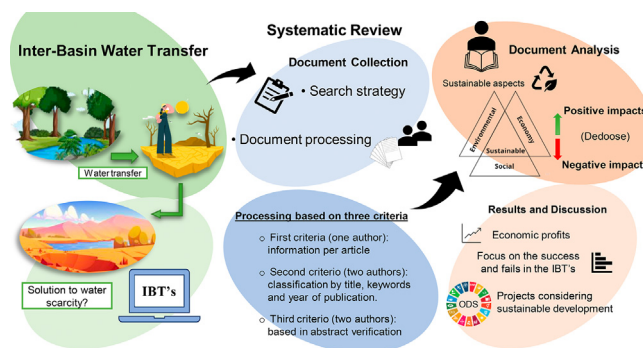 Inter-Basin Water Transfer
Water transfer
Solution to water
scarcity?
IBT's
Systematic Review
Document Collection
• Search strategy
• Document processing
Processing based on three criteria
o First criteria (one author):
information per article
o Second criterio (two authors):
classification by title, keywords
and year of publication.
o Third criterio (two authors):
based in abstract verification
Document Analysis
Sustainable aspects
Environmental
Economy
Sustainable
Social
Positive impacts
(Dedoose)
Negative impact
Results and Discussion
Economic profits
Focus on the success
and fails in the IBT's
ODS
Projects considering
sustainable development